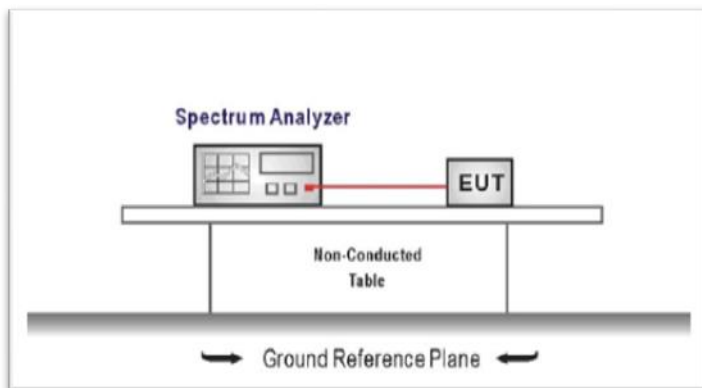 Spectrum Analyzer
EUT
Non-Conducted
Table
Ground Reference Plane